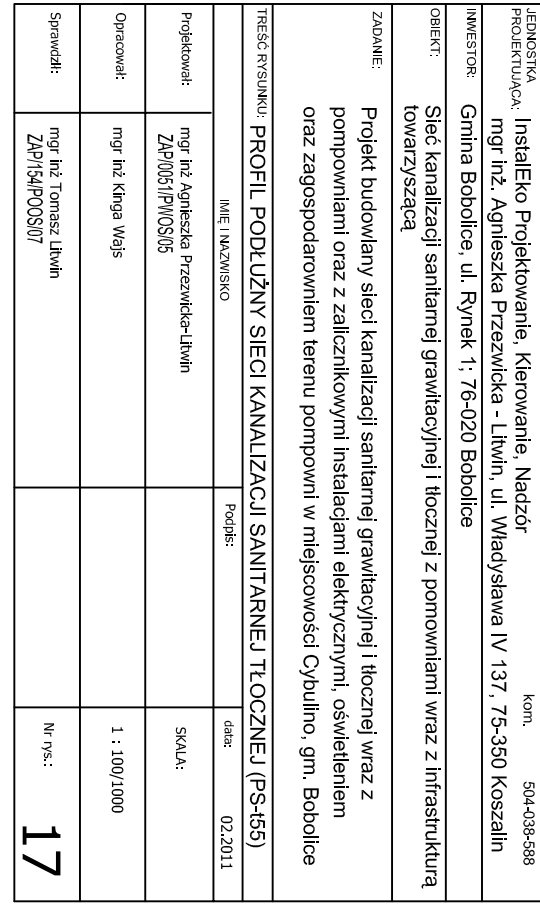 JEDNOSTKA
PROJEKTUJĄCA: InstalEko Projektowanie, Kierowanie, Nadzór kom. 504-038-588
mgr inż. Agnieszka Przezwicka - Litwin, ul. Władysława IV 137, 75-350 Koszalin
INWESTOR: Gmina Bobolice, ul. Rynek 1; 76-020 Bobolice
OBIEKT: Sieć kanalizacji sanitarnej grawitacyjnej i tłocznej z pomowniami wraz z infrastrukturą
towarzyszącą
ZADANIE: Projekt budowlany sieci kanalizacji sanitarnej grawitacyjnej i tłocznej wraz z
pompowniami oraz z zalicznikowymi instalacjami elektrycznymi, oświetleniem
oraz zagospodarowniem terenu pompowni w miejscowości Cybulino, gm. Bobolice
TREŚĆ RYSUNKU: PROFIL PODŁUŻNY SIECI KANALIZACJI SANITARNEJ TŁOCZNEJ (PS-t55)
IMIĘ I NAZWISKO Podpis: data: 02.2011
Projektował: mgr inż Agnieszka Przezwicka-Litwin SKALA:
ZAP/0051/PWOS/05
Opracował: mgr inż Kinga Wajs 1 : 100/1000
Sprawdził: mgr inż Tomasz Litwin Nr rys.: 17
ZAP/154/POOS/07